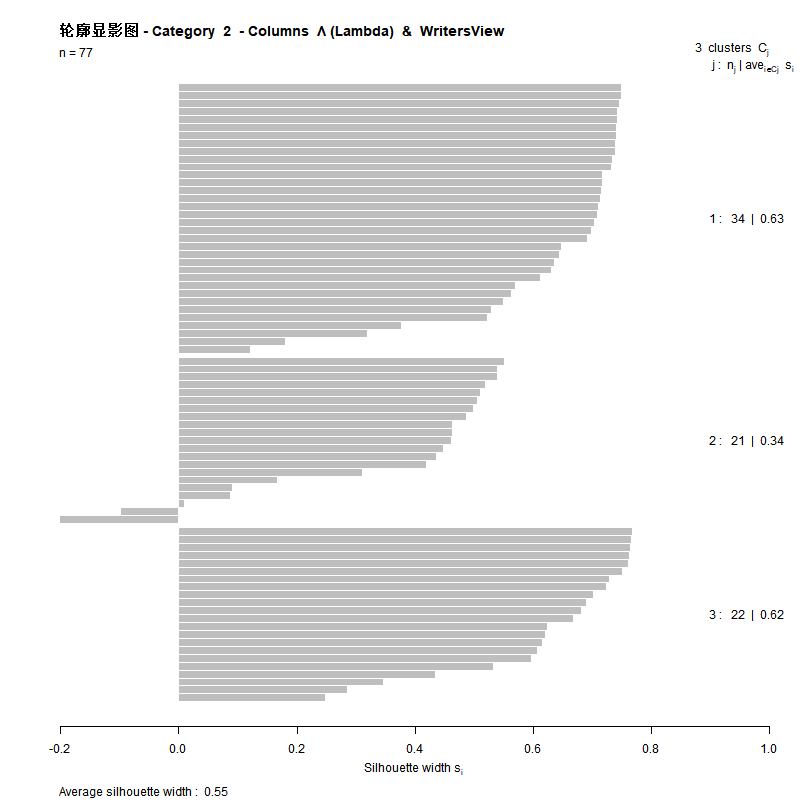 轮廓显影图 - Category 2 - Columns Λ (Lambda) & WritersView
n = 77
3 clusters Cj
j : nj | avei∈Cj si
1 : 34 | 0.63
2 : 21 | 0.34
3 : 22 | 0.62
-0.2 0.0 0.2 0.4 0.6 0.8 1.0
Silhouette width si
Average silhouette width : 0.55